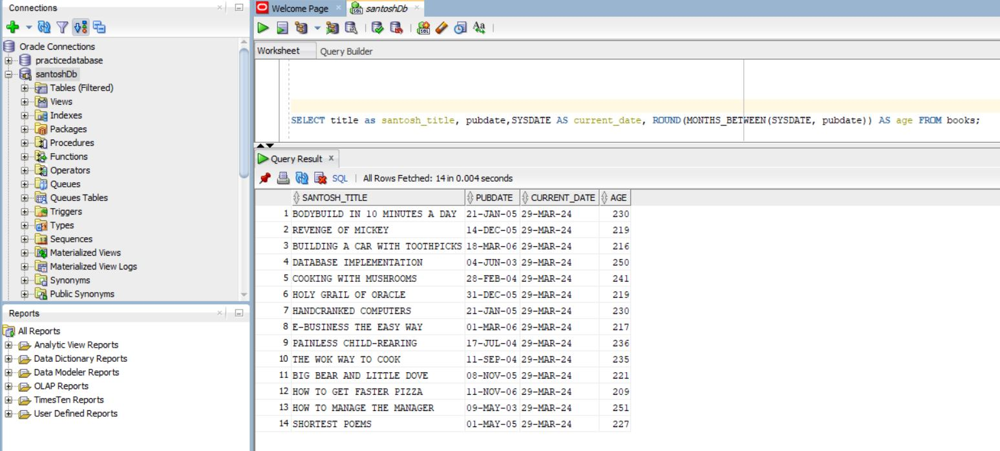 Connections
Oracle Connections
practicedatabase
santoshDb
Tables (Filtered)
Views
Indexes
Packages
Procedures
Functions
Operators
Queues
Queues Tables
Triggers
Types
Sequences
Materialized Views
Materialized View Logs
Synonyms
Public Synonyms
Reports
All Reports
Analytic View Reports
Data Dictionary Reports
Data Modeler Reports
OLAP Reports
TimesTen Reports
User Defined Reports
Welcome Page santoshDb
Worksheet Query Builder
SELECT title as santosh_title, pubdate,SYSDATE AS current_date, ROUND(MONTHS_BETWEEN(SYSDATE, pubdate)) AS age FROM books;
Query Result x
SQL | All Rows Fetched: 14 in 0.004 seconds
SANTOSH_TITLE PUBDATE CURRENT_DATE AGE
1 BODYBUILD IN 10 MINUTES A DAY 21-JAN-05 29-MAR-24 230
2 REVENGE OF MICKEY 14-DEC-05 29-MAR-24 219
3 BUILDING A CAR WITH TOOTHPICKS 18-MAR-06 29-MAR-24 216
4 DATABASE IMPLEMENTATION 04-JUN-03 29-MAR-24 250
5 COOKING WITH MUSHROOMS 28-FEB-04 29-MAR-24 241
6 HOLY GRAIL OF ORACLE 31-DEC-05 29-MAR-24 219
7 HANDCRANKED COMPUTERS 21-JAN-05 29-MAR-24 230
8 E-BUSINESS THE EASY WAY 01-MAR-06 29-MAR-24 217
9 PAINLESS CHILD-REARING 17-JUL-04 29-MAR-24 236
10 THE WOK WAY TO COOK 11-SEP-04 29-MAR-24 235
11 BIG BEAR AND LITTLE DOVE 08-NOV-05 29-MAR-24 221
12 HOW TO GET FASTER PIZZA 11-NOV-06 29-MAR-24 209
13 HOW TO MANAGE THE MANAGER 09-MAY-03 29-MAR-24 251
14 SHORTEST POEMS 01-MAY-05 29-MAR-24 227